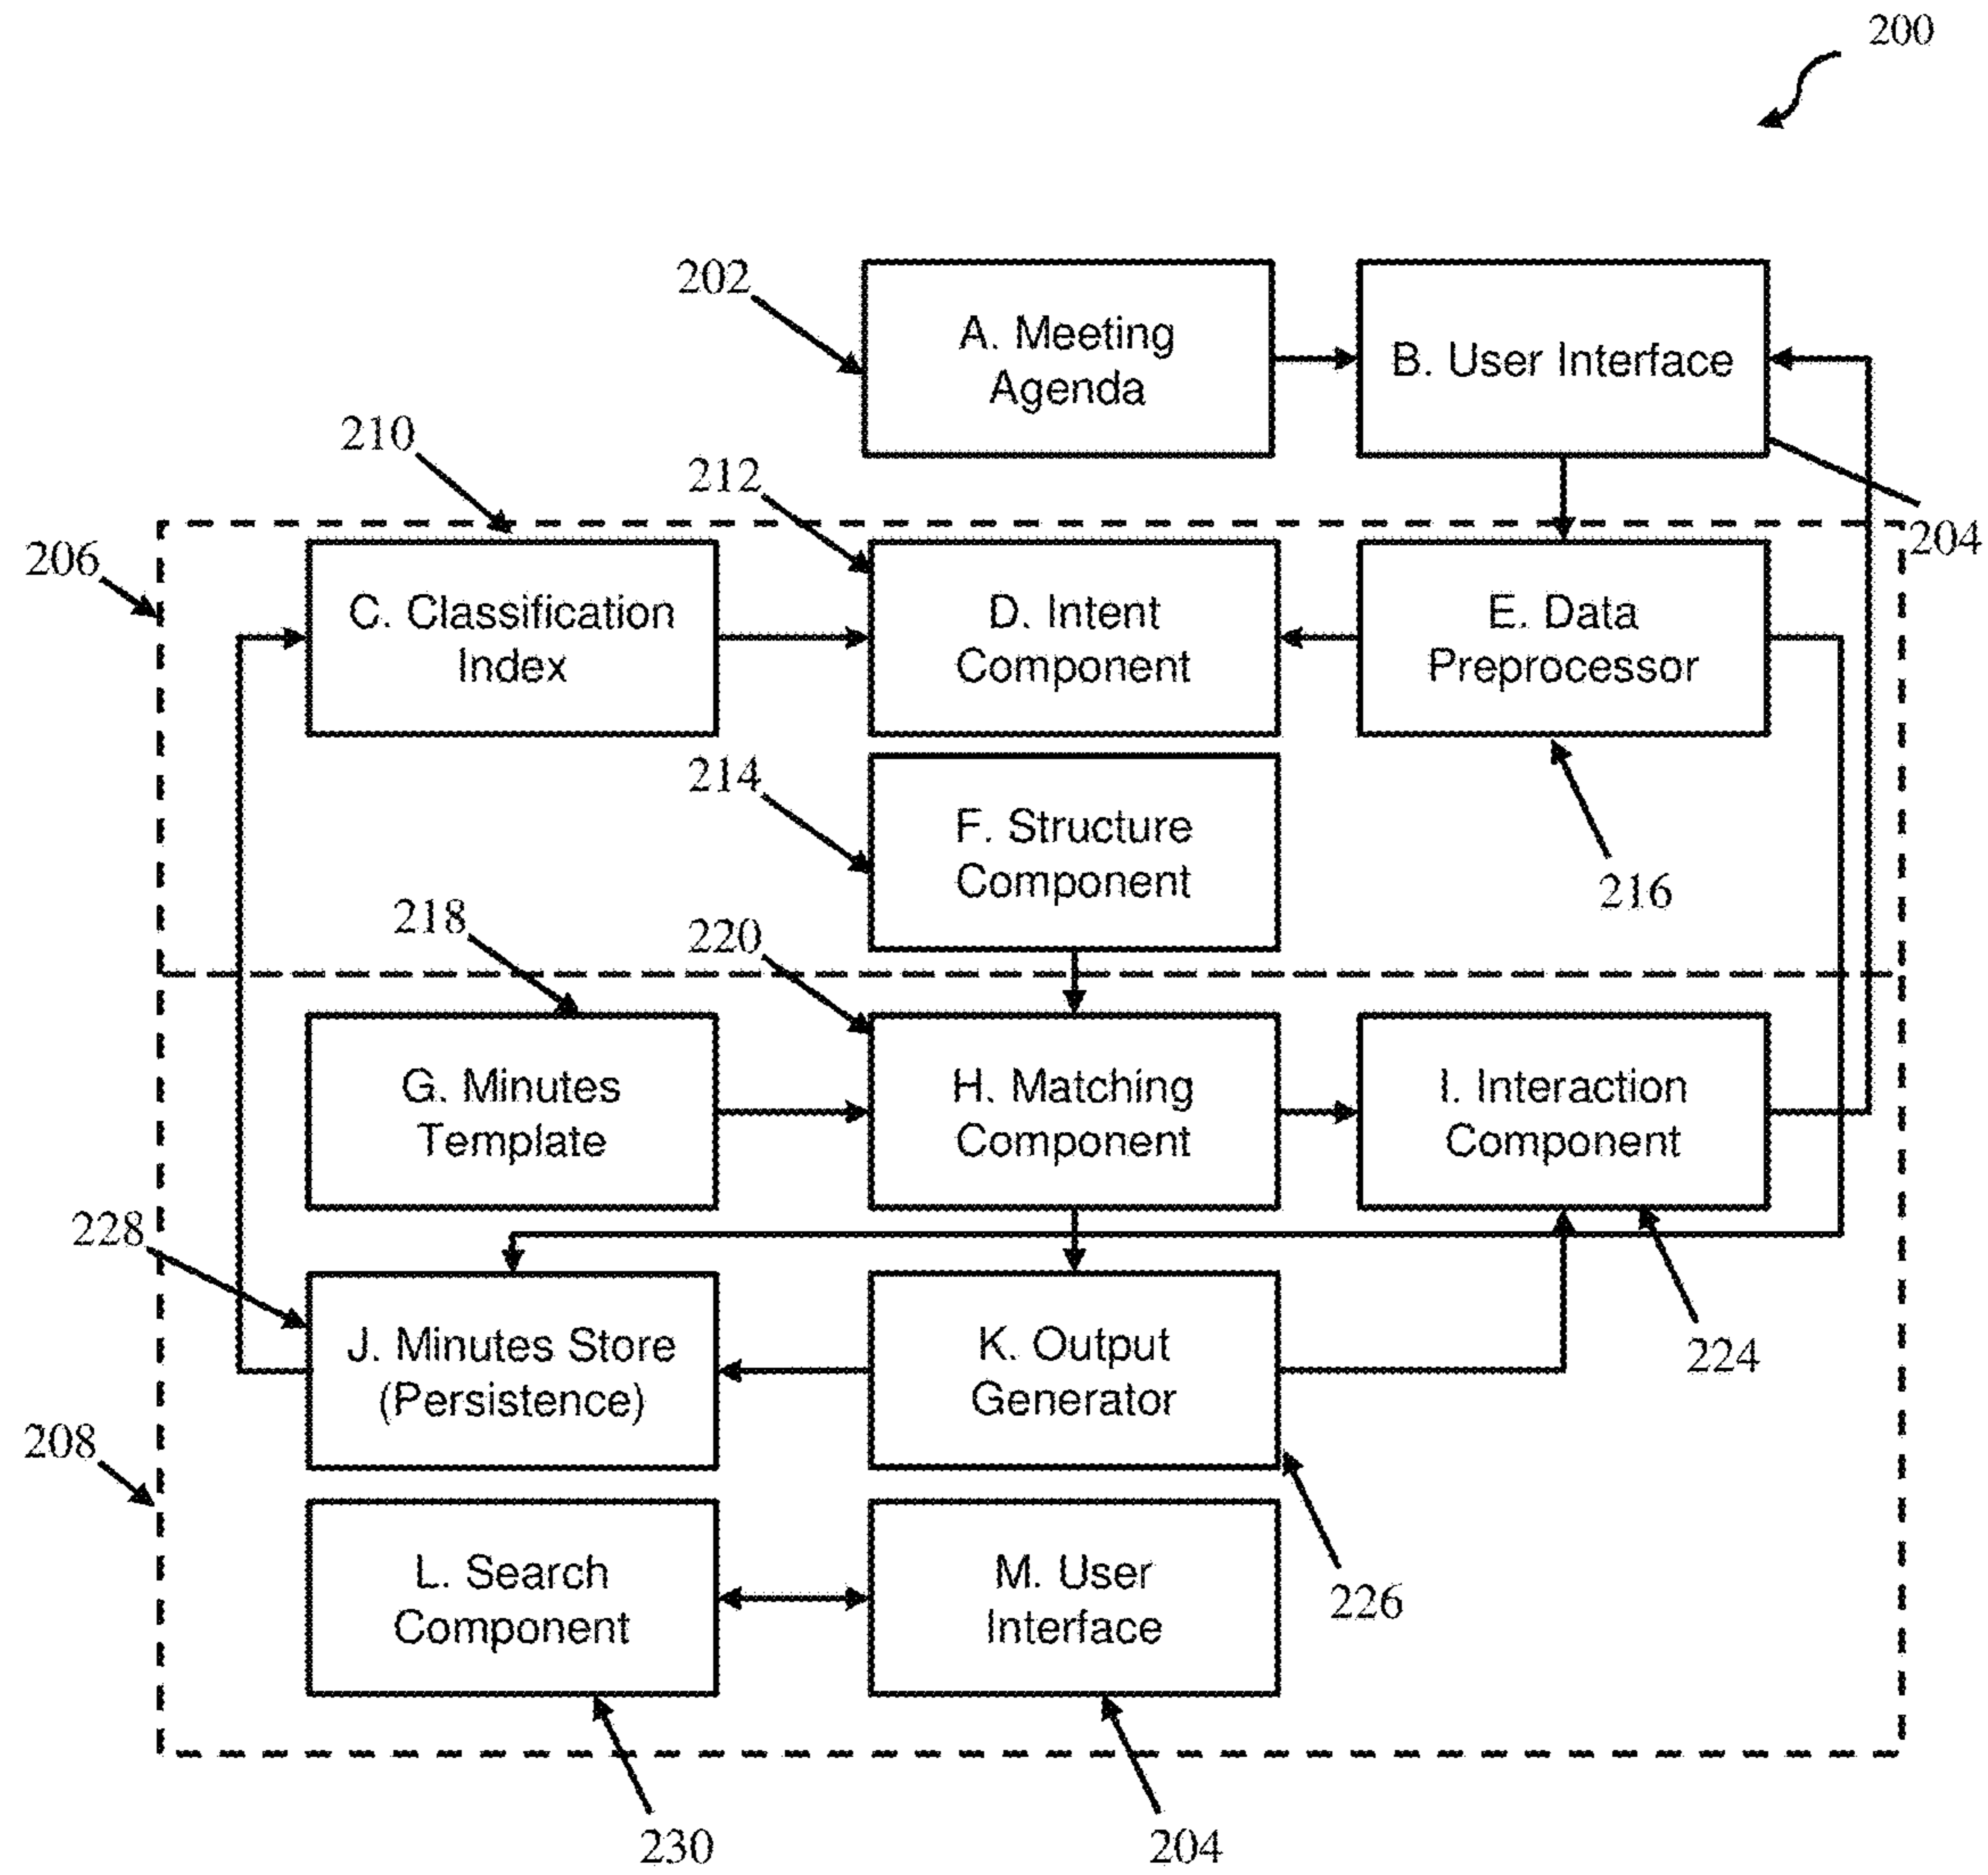 200
202
A. Meeting
Agenda
B. User Interface
204
210
212
206
C. Classification
Index
D. Intent
Component
E. Data
Preprocessor
214
F. Structure
Component
216
218
220
G. Minutes
Template
H. Matching
Component
I. Interaction
Component
228
J. Minutes Store
(Persistence)
K. Output
Generator
224
208
L. Search
Component
M. User
Interface
226
230
204